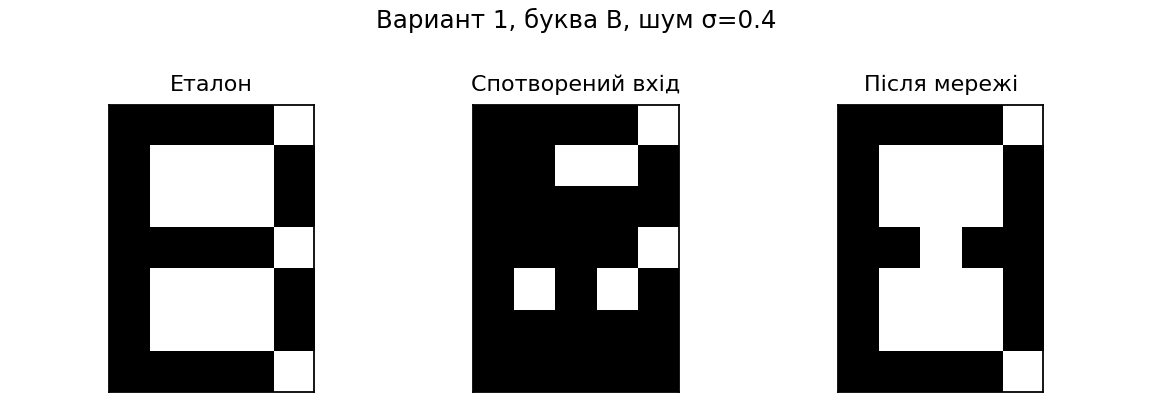 Вариант 1, буква B, шум σ=0.4
Еталон
Спотворений вхід
Після мережі